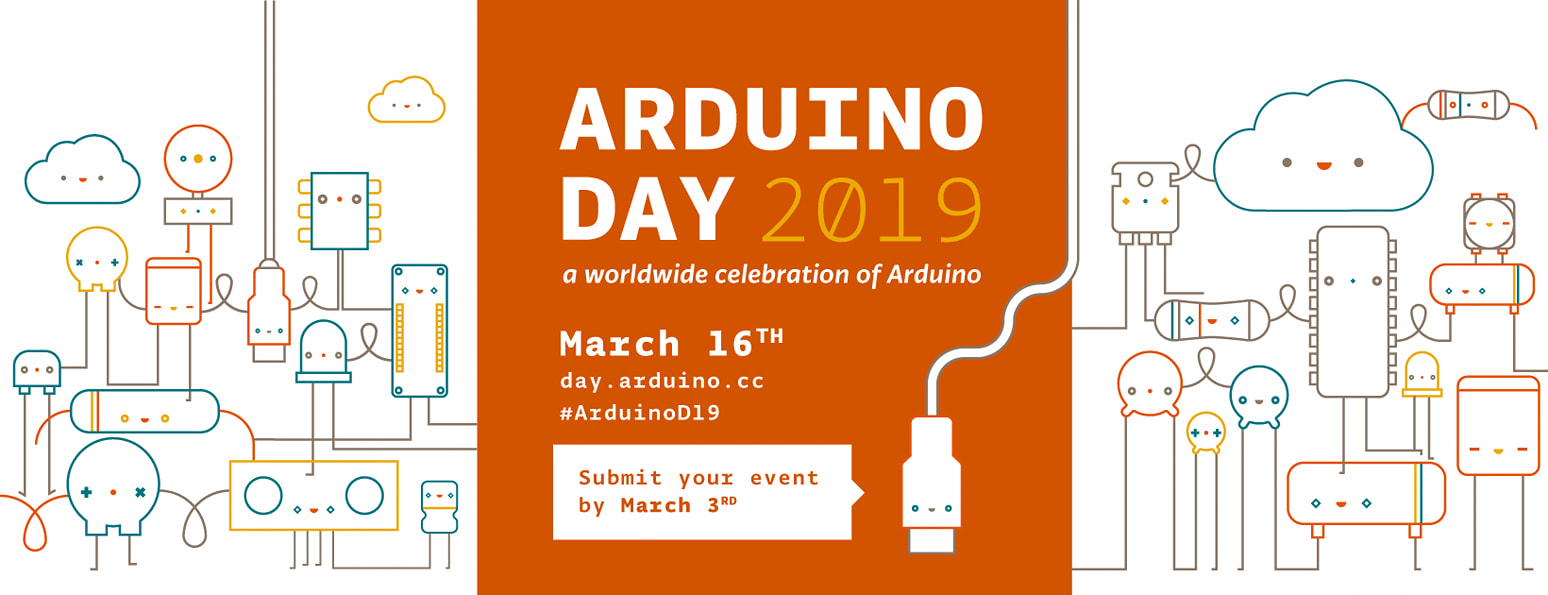 ARDUINO
DAY 2019
a worldwide celebration of Arduino
March 16TH
day.arduino.cc
#ArduinoD19
Submit your event
by March 3RD